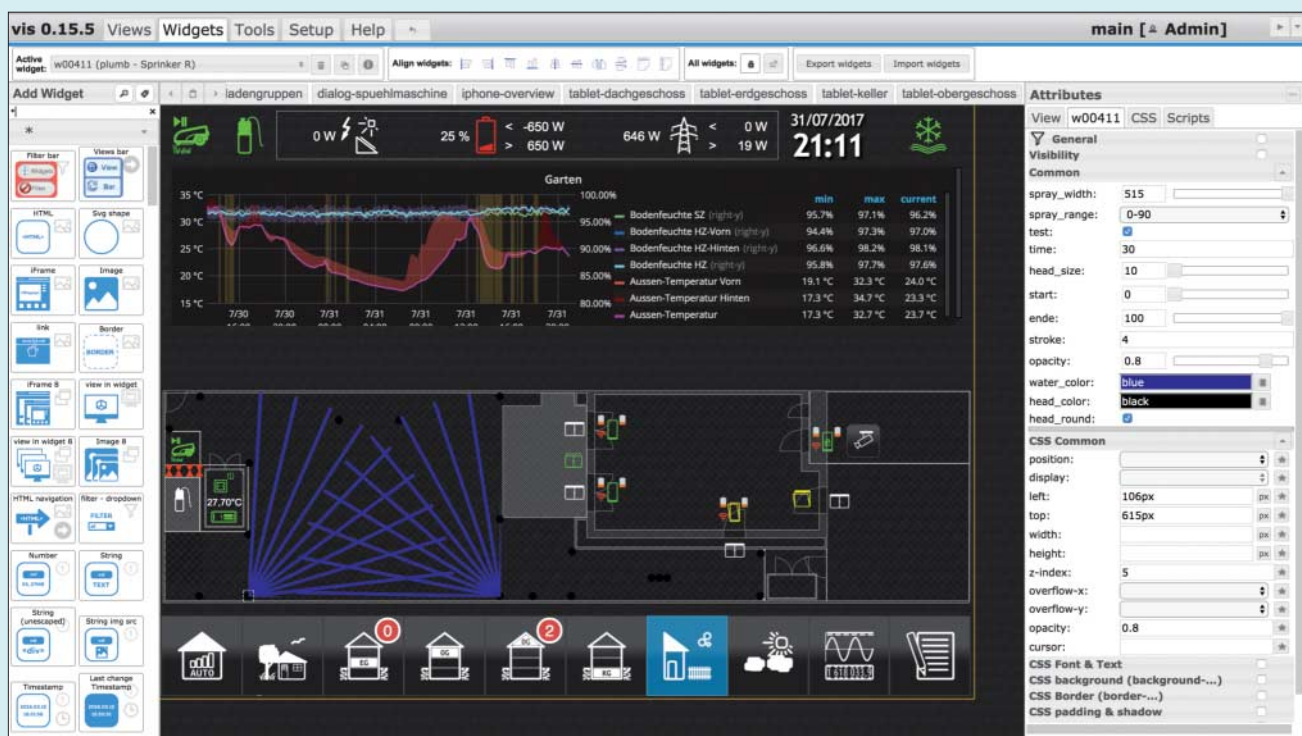 vis 0.15.5 Views Widgets Tools Setup Help main [ Admin]
Active widget: w00411 (plumb - Sprinker R) Align widgets: All widgets: Export widgets Import widgets
Add Widget
ladengruppen dialog-spuehlmaschine iphone-overview tablet-dachgeschoss tablet-erdgeschoss tablet-keller tablet-obergeschoss
*
Filter bar Views bar
Widgets View
Bar
HTML Svg shape
<HTML>
iFrame Image
link Border
BORDER
iFrame 8 view in widget
view in widget 8 Image 8
HTML navigation filter - dropdown
<HTML> FILTER
Number String
TEXT
String (unescaped) String img src
<div>
Timestamp Last change Timestamp
0 W 25 % < -650 W
> 650 W
646 W < 0 W
> 19 W
31/07/2017
21:11
Garten
35 °C
30 °C
25 °C
20 °C
15 °C
100.00%
95.00%
90.00%
85.00%
80.00%
7/30 7/30 7/31 7/31 7/31 7/31 7/31
min max current
Bodenfeuchte SZ (right-y) 95.7% 97.1% 96.2%
Bodenfeuchte HZ-Vorn (right-y) 94.4% 97.3% 97.0%
Bodenfeuchte HZ-Hinten (right-y) 96.6% 98.2% 98.1%
Bodenfeuchte HZ (right-y) 95.8% 97.7% 97.6%
Aussen-Temperatur Vorn 19.1 °C 32.3 °C 24.0 °C
Aussen-Temperatur Hinten 17.3 °C 34.7 °C 23.3 °C
Aussen-Temperatur 17.3 °C 32.7 °C 23.7 °C
27,70°C
AUTO
0
EG
OG
2
DG
KG
Attributes
View w00411 CSS Scripts
General
Visibility
Common
spray_width: 515
spray_range: 0-90
test:
time: 30
head_size: 10
start: 0
ende: 100
stroke: 4
opacity: 0.8
water_color: blue
head_color: black
head_round:
CSS Common
position:
display:
left: 106px px
top: 615px px
width: px
height: px
z-index: 5
overflow-x:
overflow-y:
opacity: 0.8
cursor:
CSS Font & Text
CSS background (background-...)
CSS Border (border-...)
CSS padding & shadow